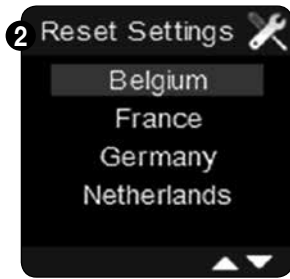 2 Reset Settings
Belgium
France
Germany
Netherlands